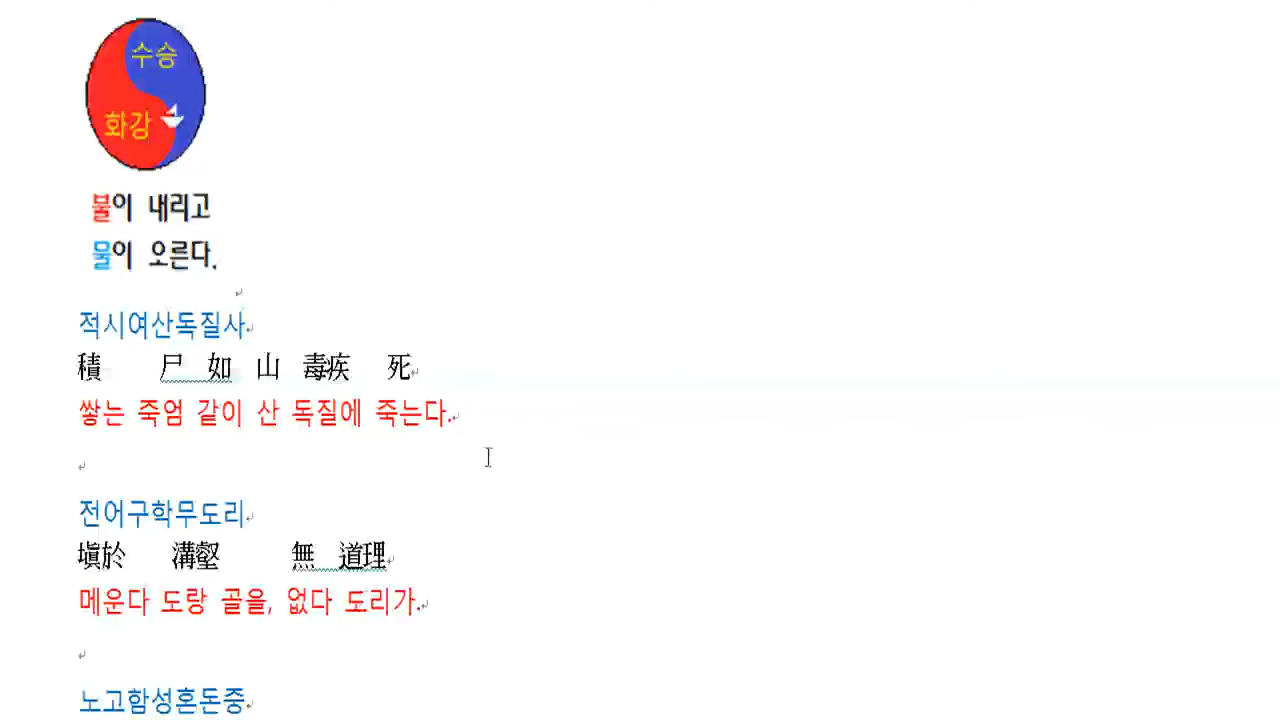 수승
화강
불이 내리고
물이 오른다.
적시여산독질사
積 尸 如 山 毒疾 死
쌓는 죽엄 같이 산 독질에 죽는다.
전어구학무도리
塡於 溝壑 無 道理
메운다 도랑 골을, 없다 도리가.
노고함성혼돈중